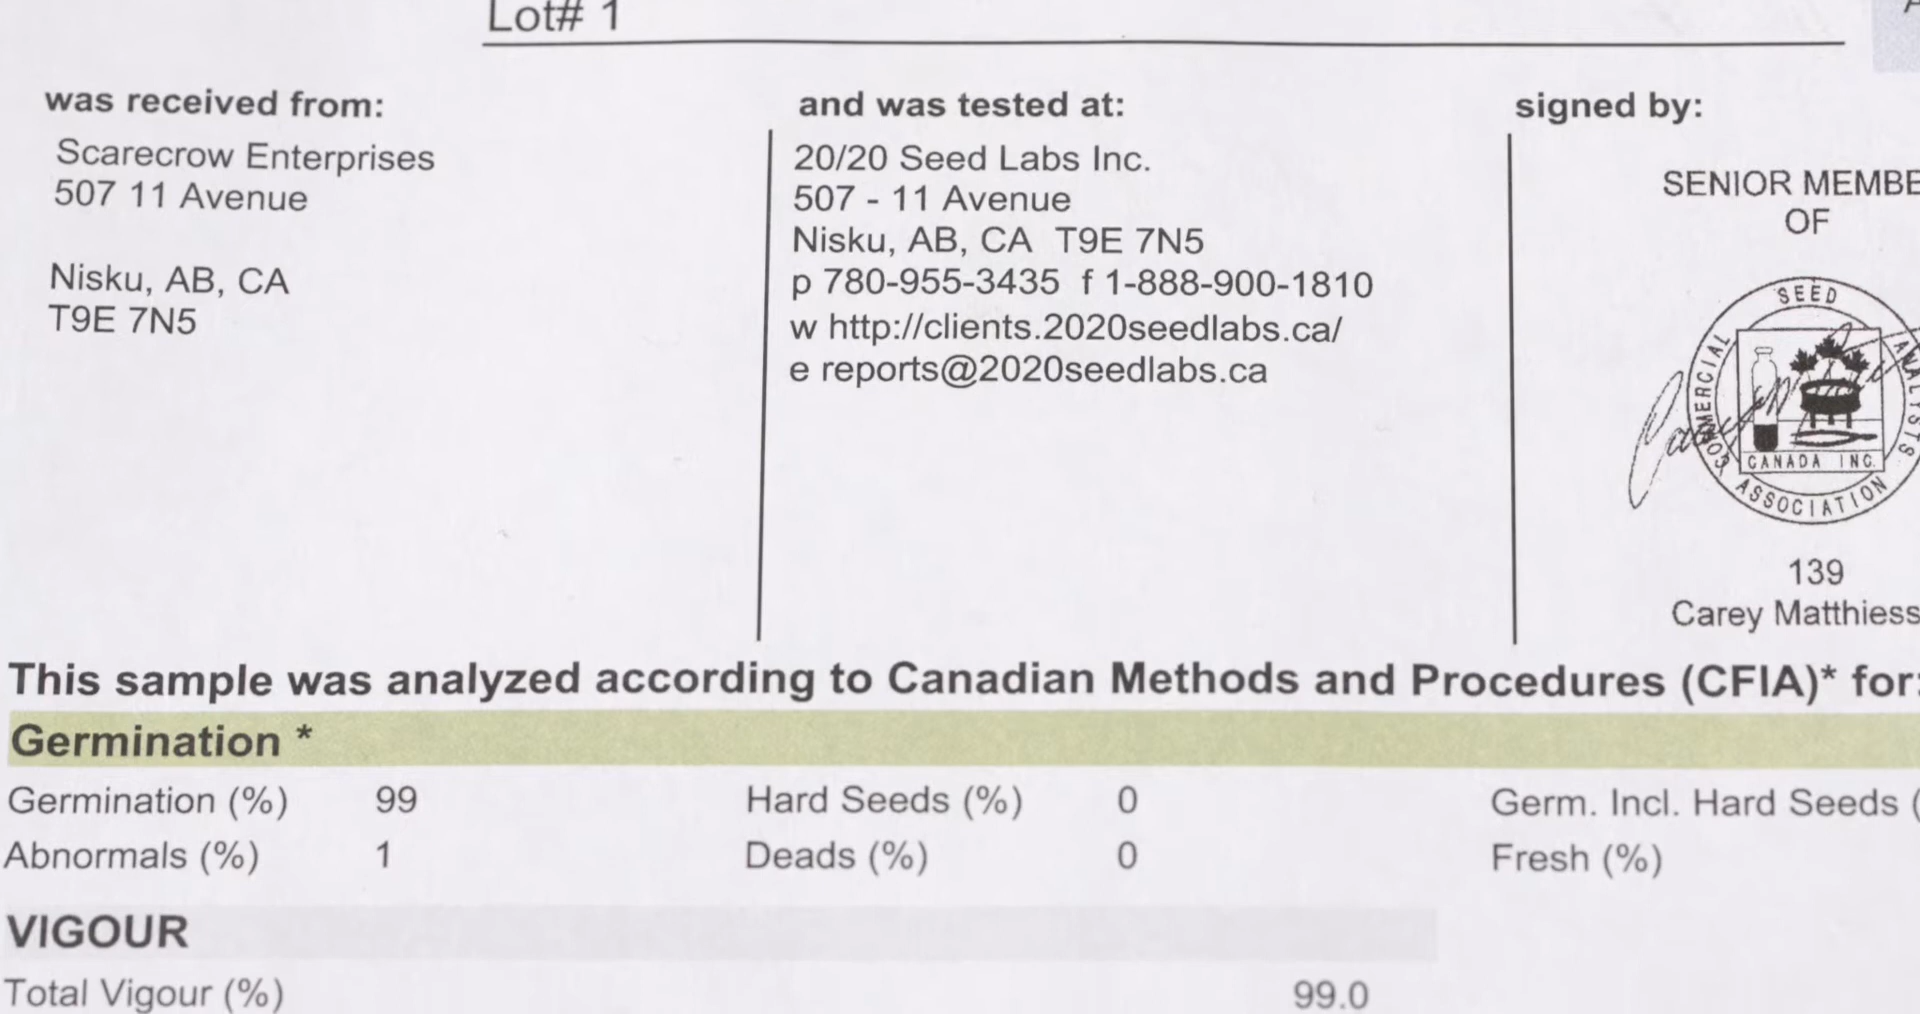 Lot# 1
was received from:
Scarecrow Enterprises
507 11 Avenue
Nisku, AB, CA
T9E 7N5
and was tested at:
20/20 Seed Labs Inc.
507 - 11 Avenue
Nisku, AB, CA T9E 7N5
p 780-955-3435 f 1-888-900-1810
w http://clients.2020seedlabs.ca/
e reports@2020seedlabs.ca
signed by:
SENIOR MEMBE
OF
COMMERCIAL SEED ANALYSTS
CANADA INC.
ASSOCIATION
139
Carey Matthiess
This sample was analyzed according to Canadian Methods and Procedures (CFIA)* for:
Germination *
Germination (%) 99 Hard Seeds (%) 0 Germ. Incl. Hard Seeds (
Abnormals (%) 1 Deads (%) 0 Fresh (%)
VIGOUR
Total Vigour (%) 99.0